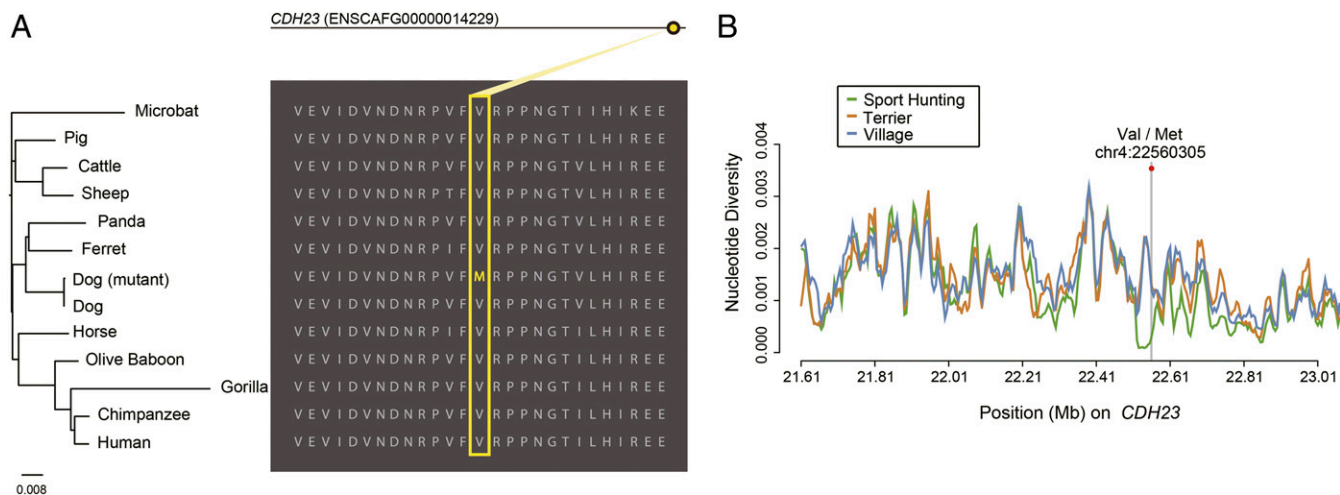 A
CDH23 (ENSCAFG00000014229)
Microbat V E V I D V N D N R P V F V R P P N G T I I H I K E E
Pig V E V I D V N D N R P V F V R P P N G T I L H I R E E
Cattle V E V I D V N D N R P T F V R P P N G T V L H I R E E
Sheep V E V I D V N D N R P T F V R P P N G T V L H I R E E
Panda V E V I D V N D N R P V F V R P P N G T V L H I R E E
Ferret V E V I D V N D N R P I F V R P P N G T V L H I R E E
Dog (mutant) V E V I D V N D N R P V F M R P P N G T V L H I R E E
Dog V E V I D V N D N R P V F V R P P N G T V L H I R E E
Horse V E V I D V N D N R P I F V R P P N G T I L H I R E E
Olive Baboon V E V I D V N D N R P V F V R P P N G T I L H I R E E
Gorilla V E V I D V N D N R P V F V R P P N G T I L H I R E E
Chimpanzee V E V I D V N D N R P V F V R P P N G T I L H I R E E
Human V E V I D V N D N R P V F V R P P N G T I L H I R E E
0.008
B
Sport Hunting
Terrier
Village
Val / Met
chr4:22560305
Nucleotide Diversity
0.004
0.003
0.002
0.001
0.000
21.61 21.81 22.01 22.21 22.41 22.61 22.81 23.01
Position (Mb) on CDH23